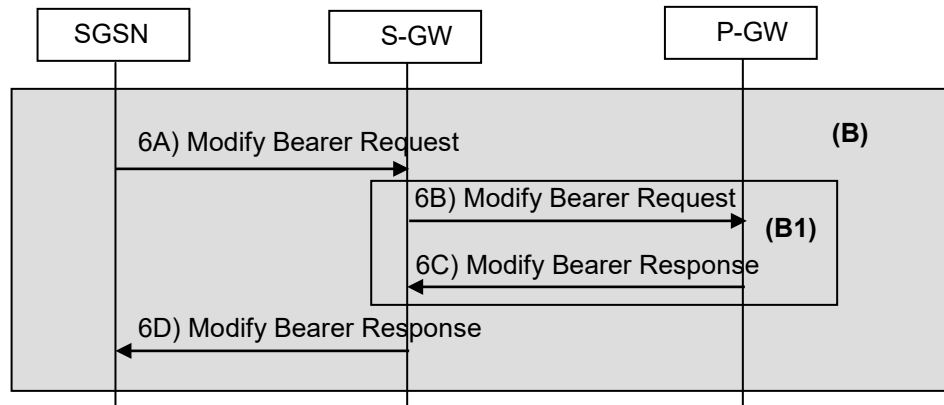 SGSN
S-GW
P-GW
(B)
6A) Modify Bearer Request
6B) Modify Bearer Request
(B1)
6C) Modify Bearer Response
6D) Modify Bearer Response